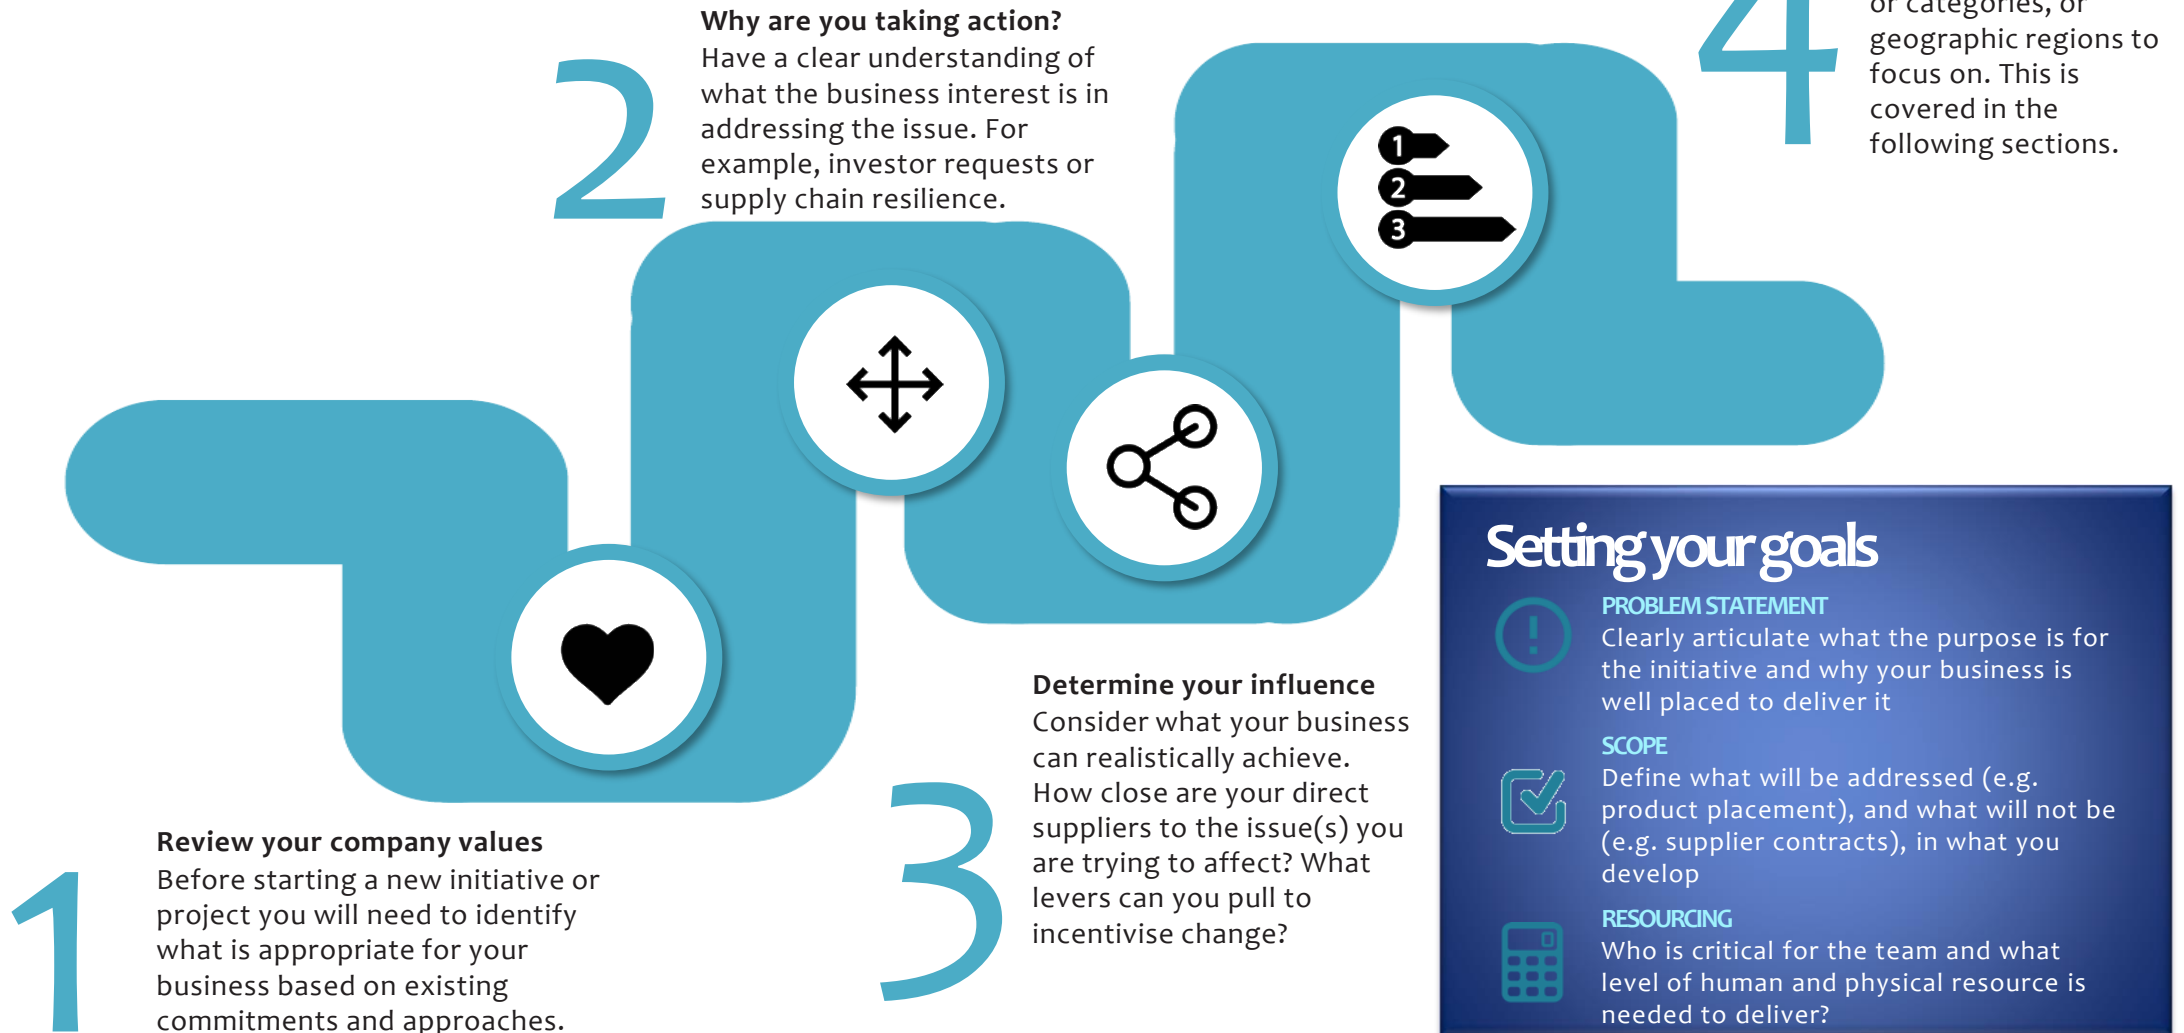 1
Review your company values
Before starting a new initiative or
project you will need to identify
what is appropriate for your
business based on existing
commitments and approaches.
2
Why are you taking action?
Have a clear understanding of
what the business interest is in
addressing the issue. For
example, investor requests or
supply chain resilience.
3
Determine your influence
Consider what your business
can realistically achieve.
How close are your direct
suppliers to the issue(s) you
are trying to affect? What
levers can you pull to
incentivise change?
4
or categories, or
geographic regions to
focus on. This is
covered in the
following sections.
1
2
3
Setting your goals
PROBLEM STATEMENT
Clearly articulate what the purpose is for
the initiative and why your business is
well placed to deliver it
SCOPE
Define what will be addressed (e.g.
product placement), and what will not be
(e.g. supplier contracts), in what you
develop
RESOURCING
Who is critical for the team and what
level of human and physical resource is
needed to deliver?